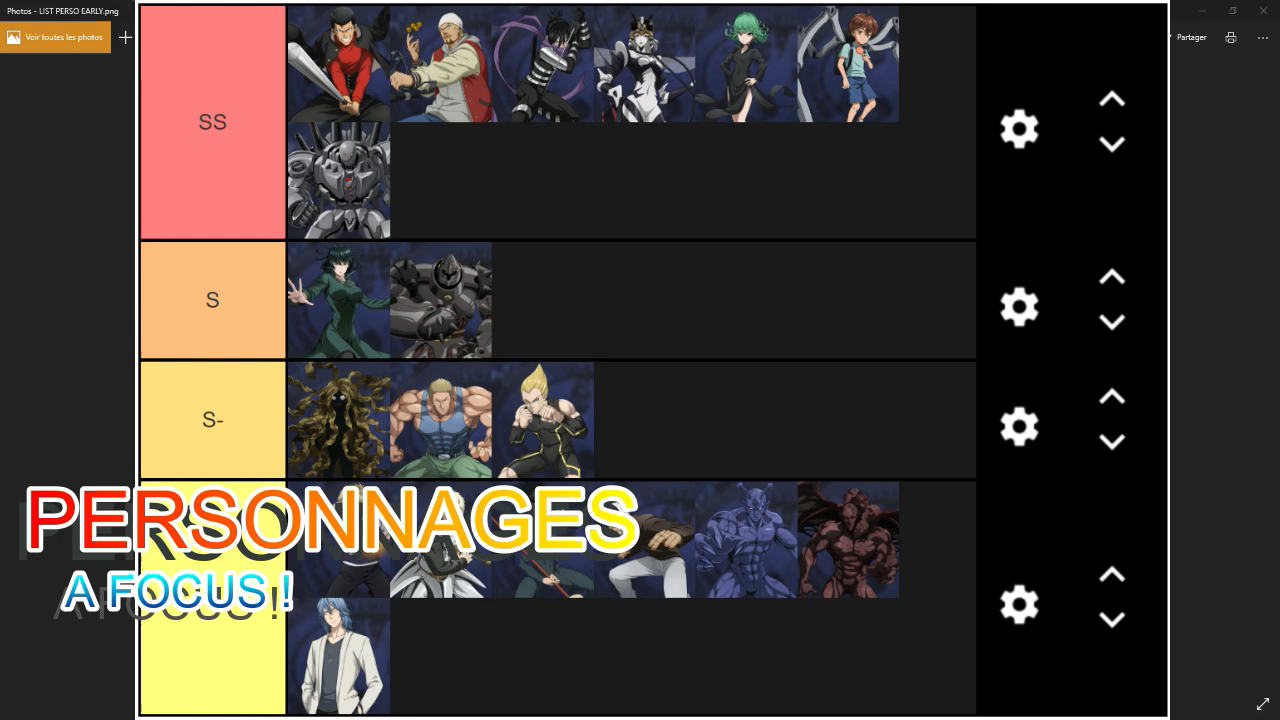 Photos - LIST PERSO EARLY.png
Voir toutes les photos
Partager
SS
S
S-
PERSONNAGES
A FOCUS !